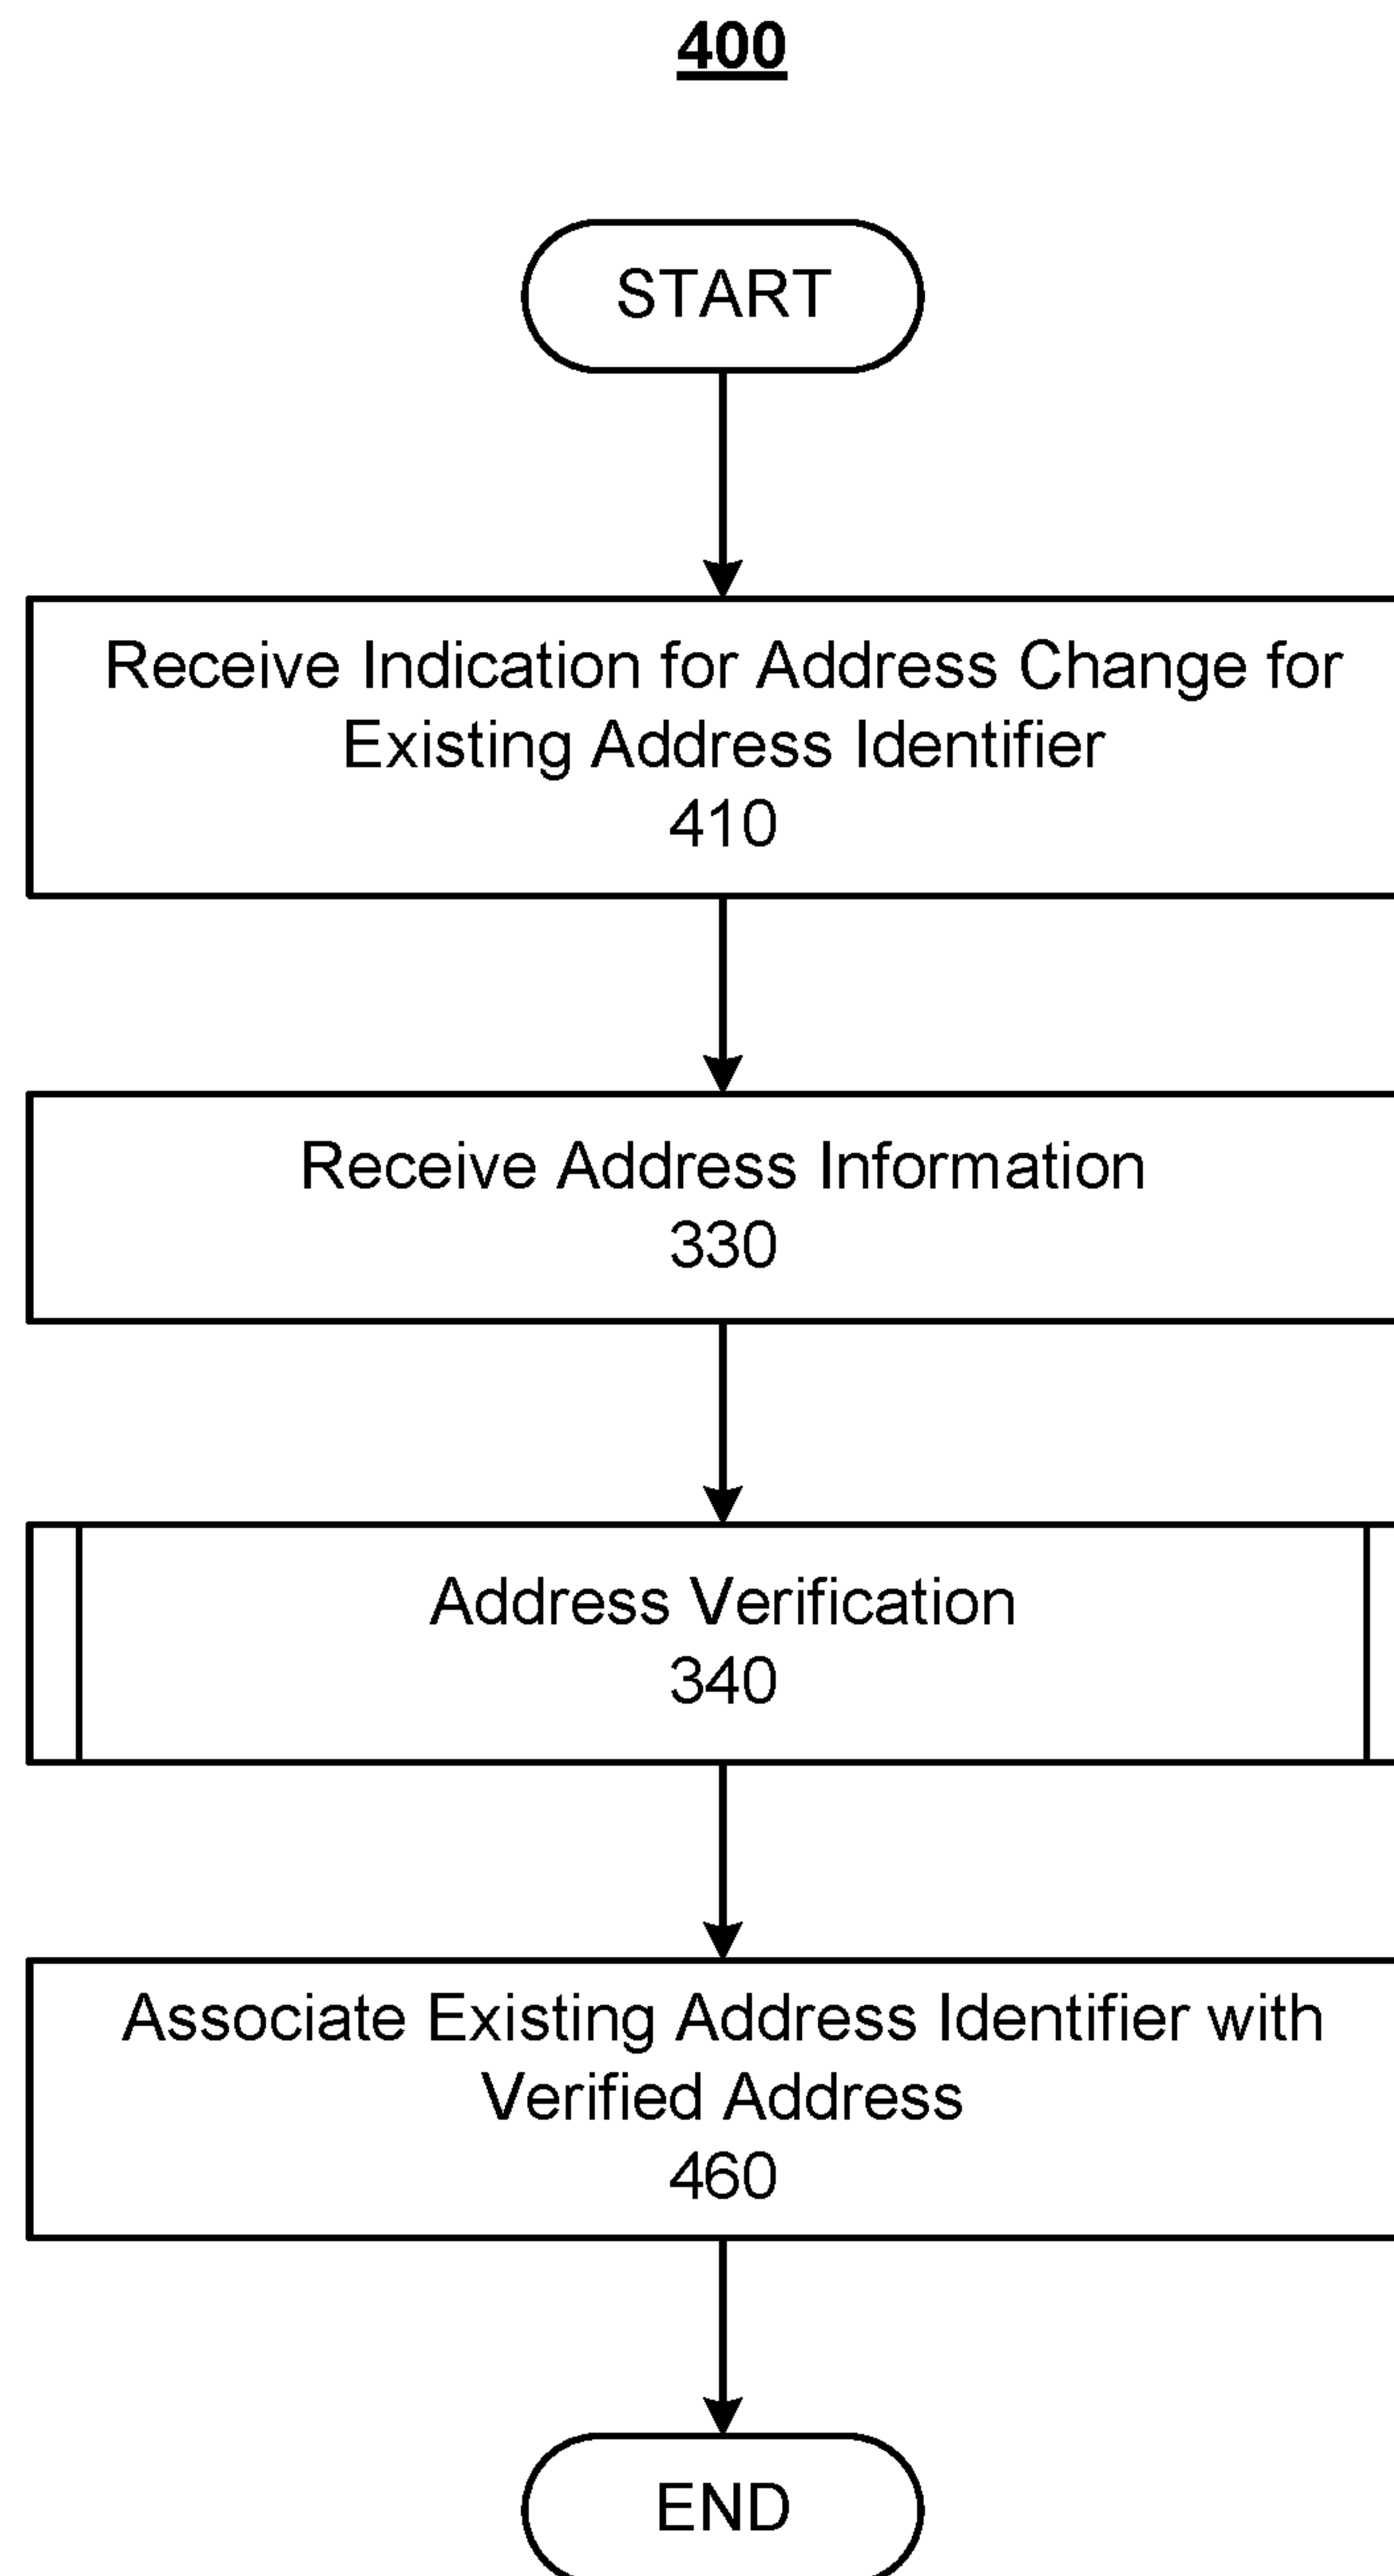 400
START
Receive Indication for Address Change for
Existing Address Identifier
410
Receive Address Information
330
Address Verification
340
Associate Existing Address Identifier with
Verified Address
460
END